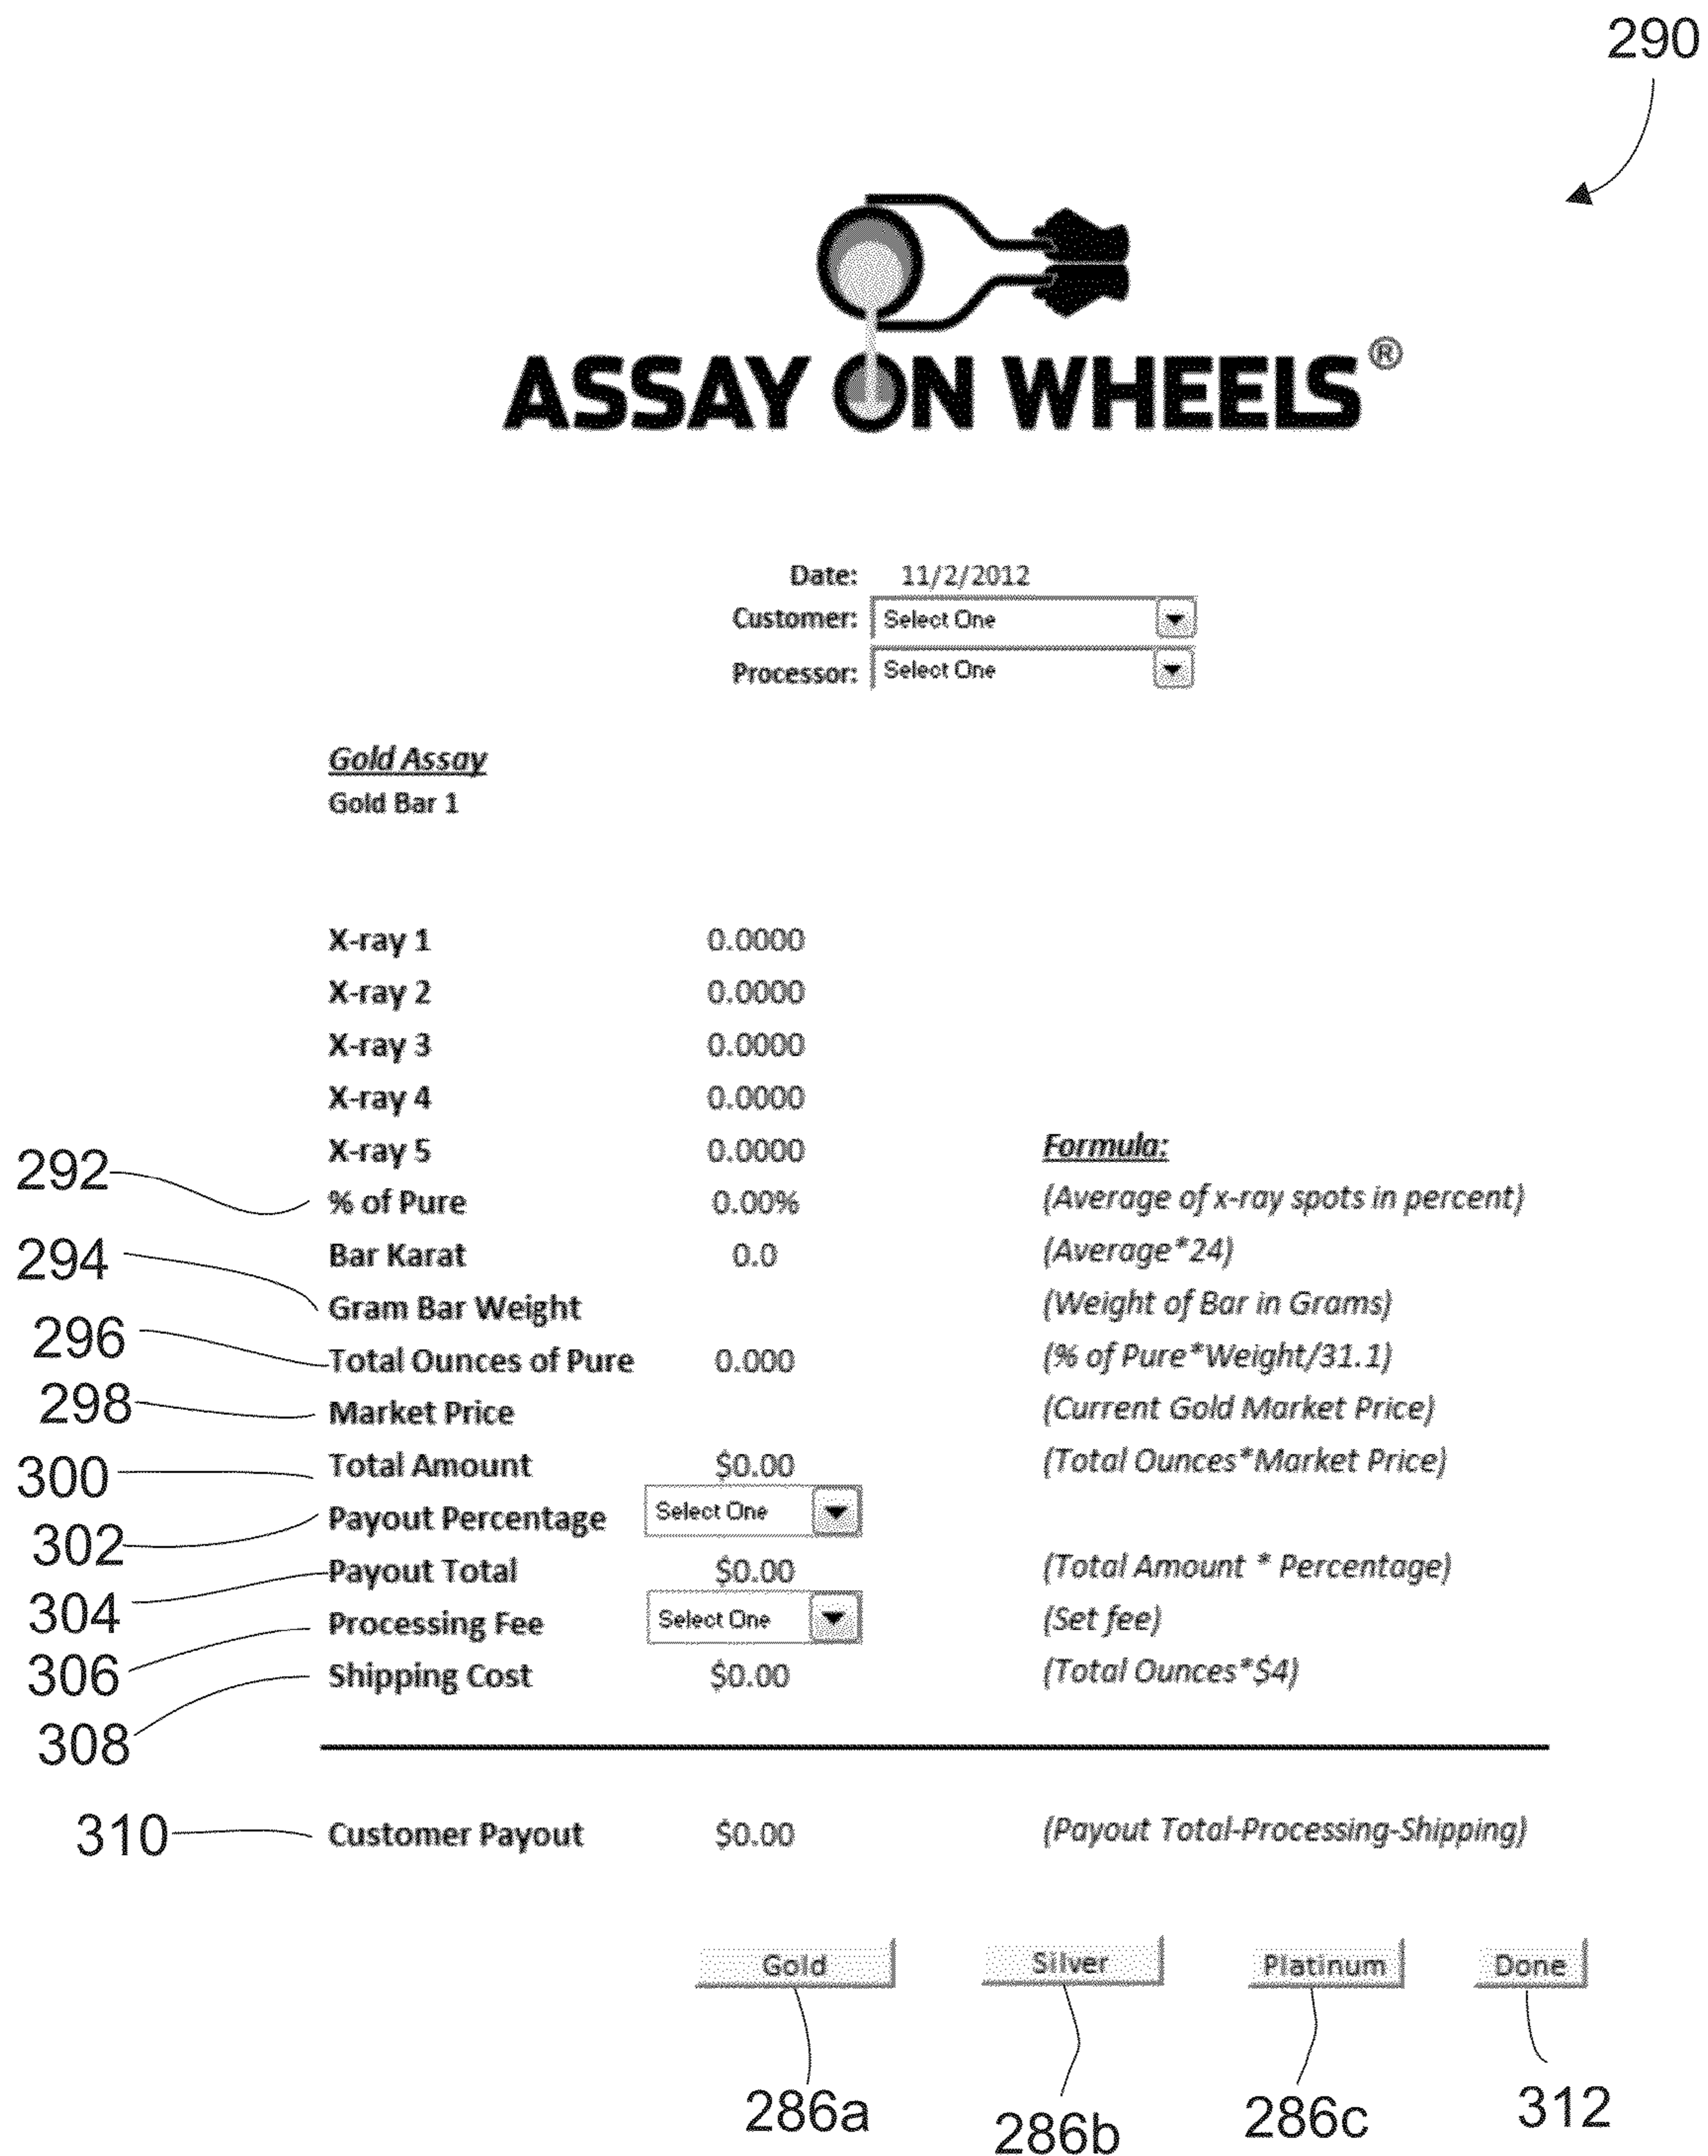 290
ASSAY ON WHEELS®
Date: 11/2/2012
Customer: Select One
Processor: Select One
Gold Assay
Gold Bar 1
X-ray 1 0.0000
X-ray 2 0.0000
X-ray 3 0.0000
X-ray 4 0.0000
X-ray 5 0.0000 Formula:
292 % of Pure 0.00% (Average of x-ray spots in percent)
294 Bar Karat 0.0 (Average*24)
Gram Bar Weight (Weight of Bar in Grams)
296 Total Ounces of Pure 0.000 (% of Pure*Weight/31.1)
298 Market Price (Current Gold Market Price)
300 Total Amount $0.00 (Total Ounces*Market Price)
302 Payout Percentage Select One
304 Payout Total $0.00 (Total Amount * Percentage)
306 Processing Fee Select One (Set fee)
308 Shipping Cost $0.00 (Total Ounces*$4)
310 Customer Payout $0.00 (Payout Total-Processing-Shipping)
Gold Silver Platinum Done
286a 286b 286c 312